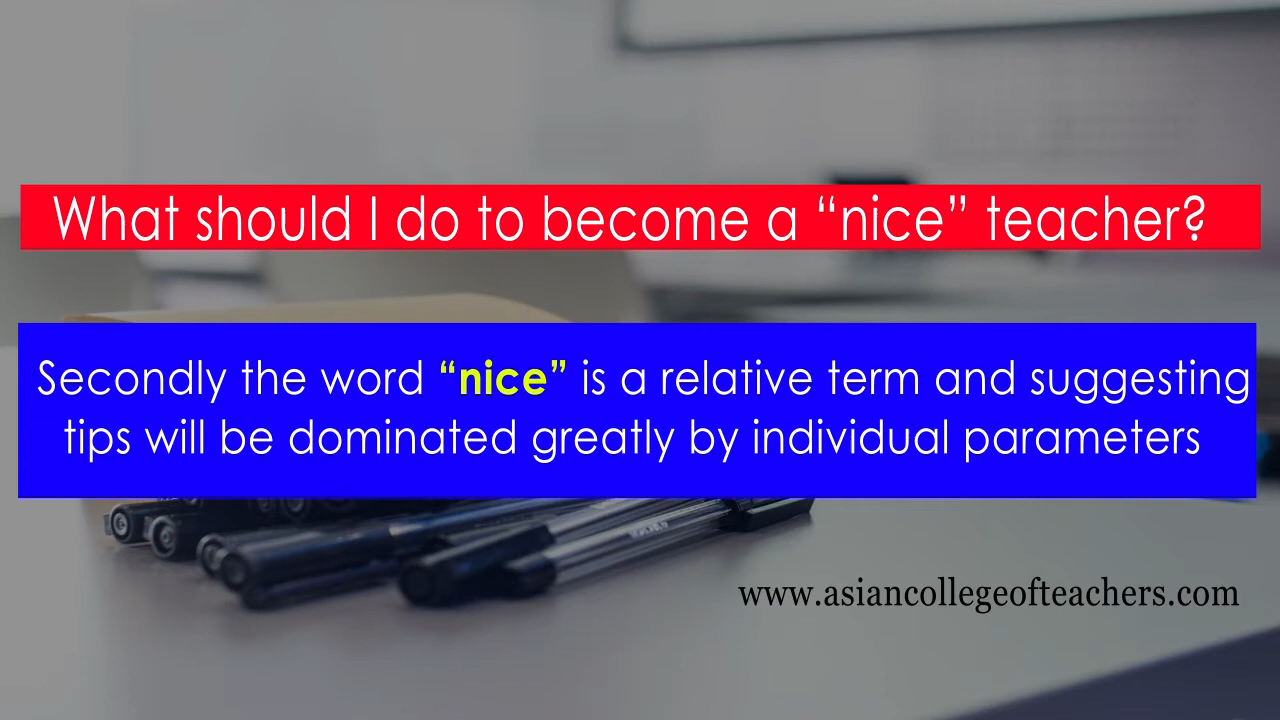 What should I do to become a “nice” teacher?
Secondly the word “nice” is a relative term and suggesting
tips will be dominated greatly by individual parameters
www.asiancollegeofteachers.com